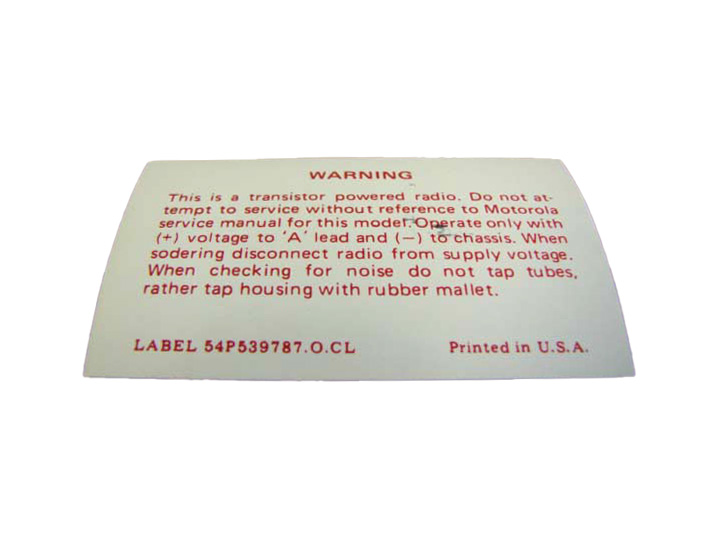 WARNING
This is a transistor powered radio. Do not at-
tempt to service without reference to Motorola
service manual for this model. Operate only with
(+) voltage to 'A' lead and (—) to chassis. When
sodering disconnect radio from supply voltage.
When checking for noise do not tap tubes,
rather tap housing with rubber mallet.
LABEL 54P539787.O.CL Printed in U.S.A.